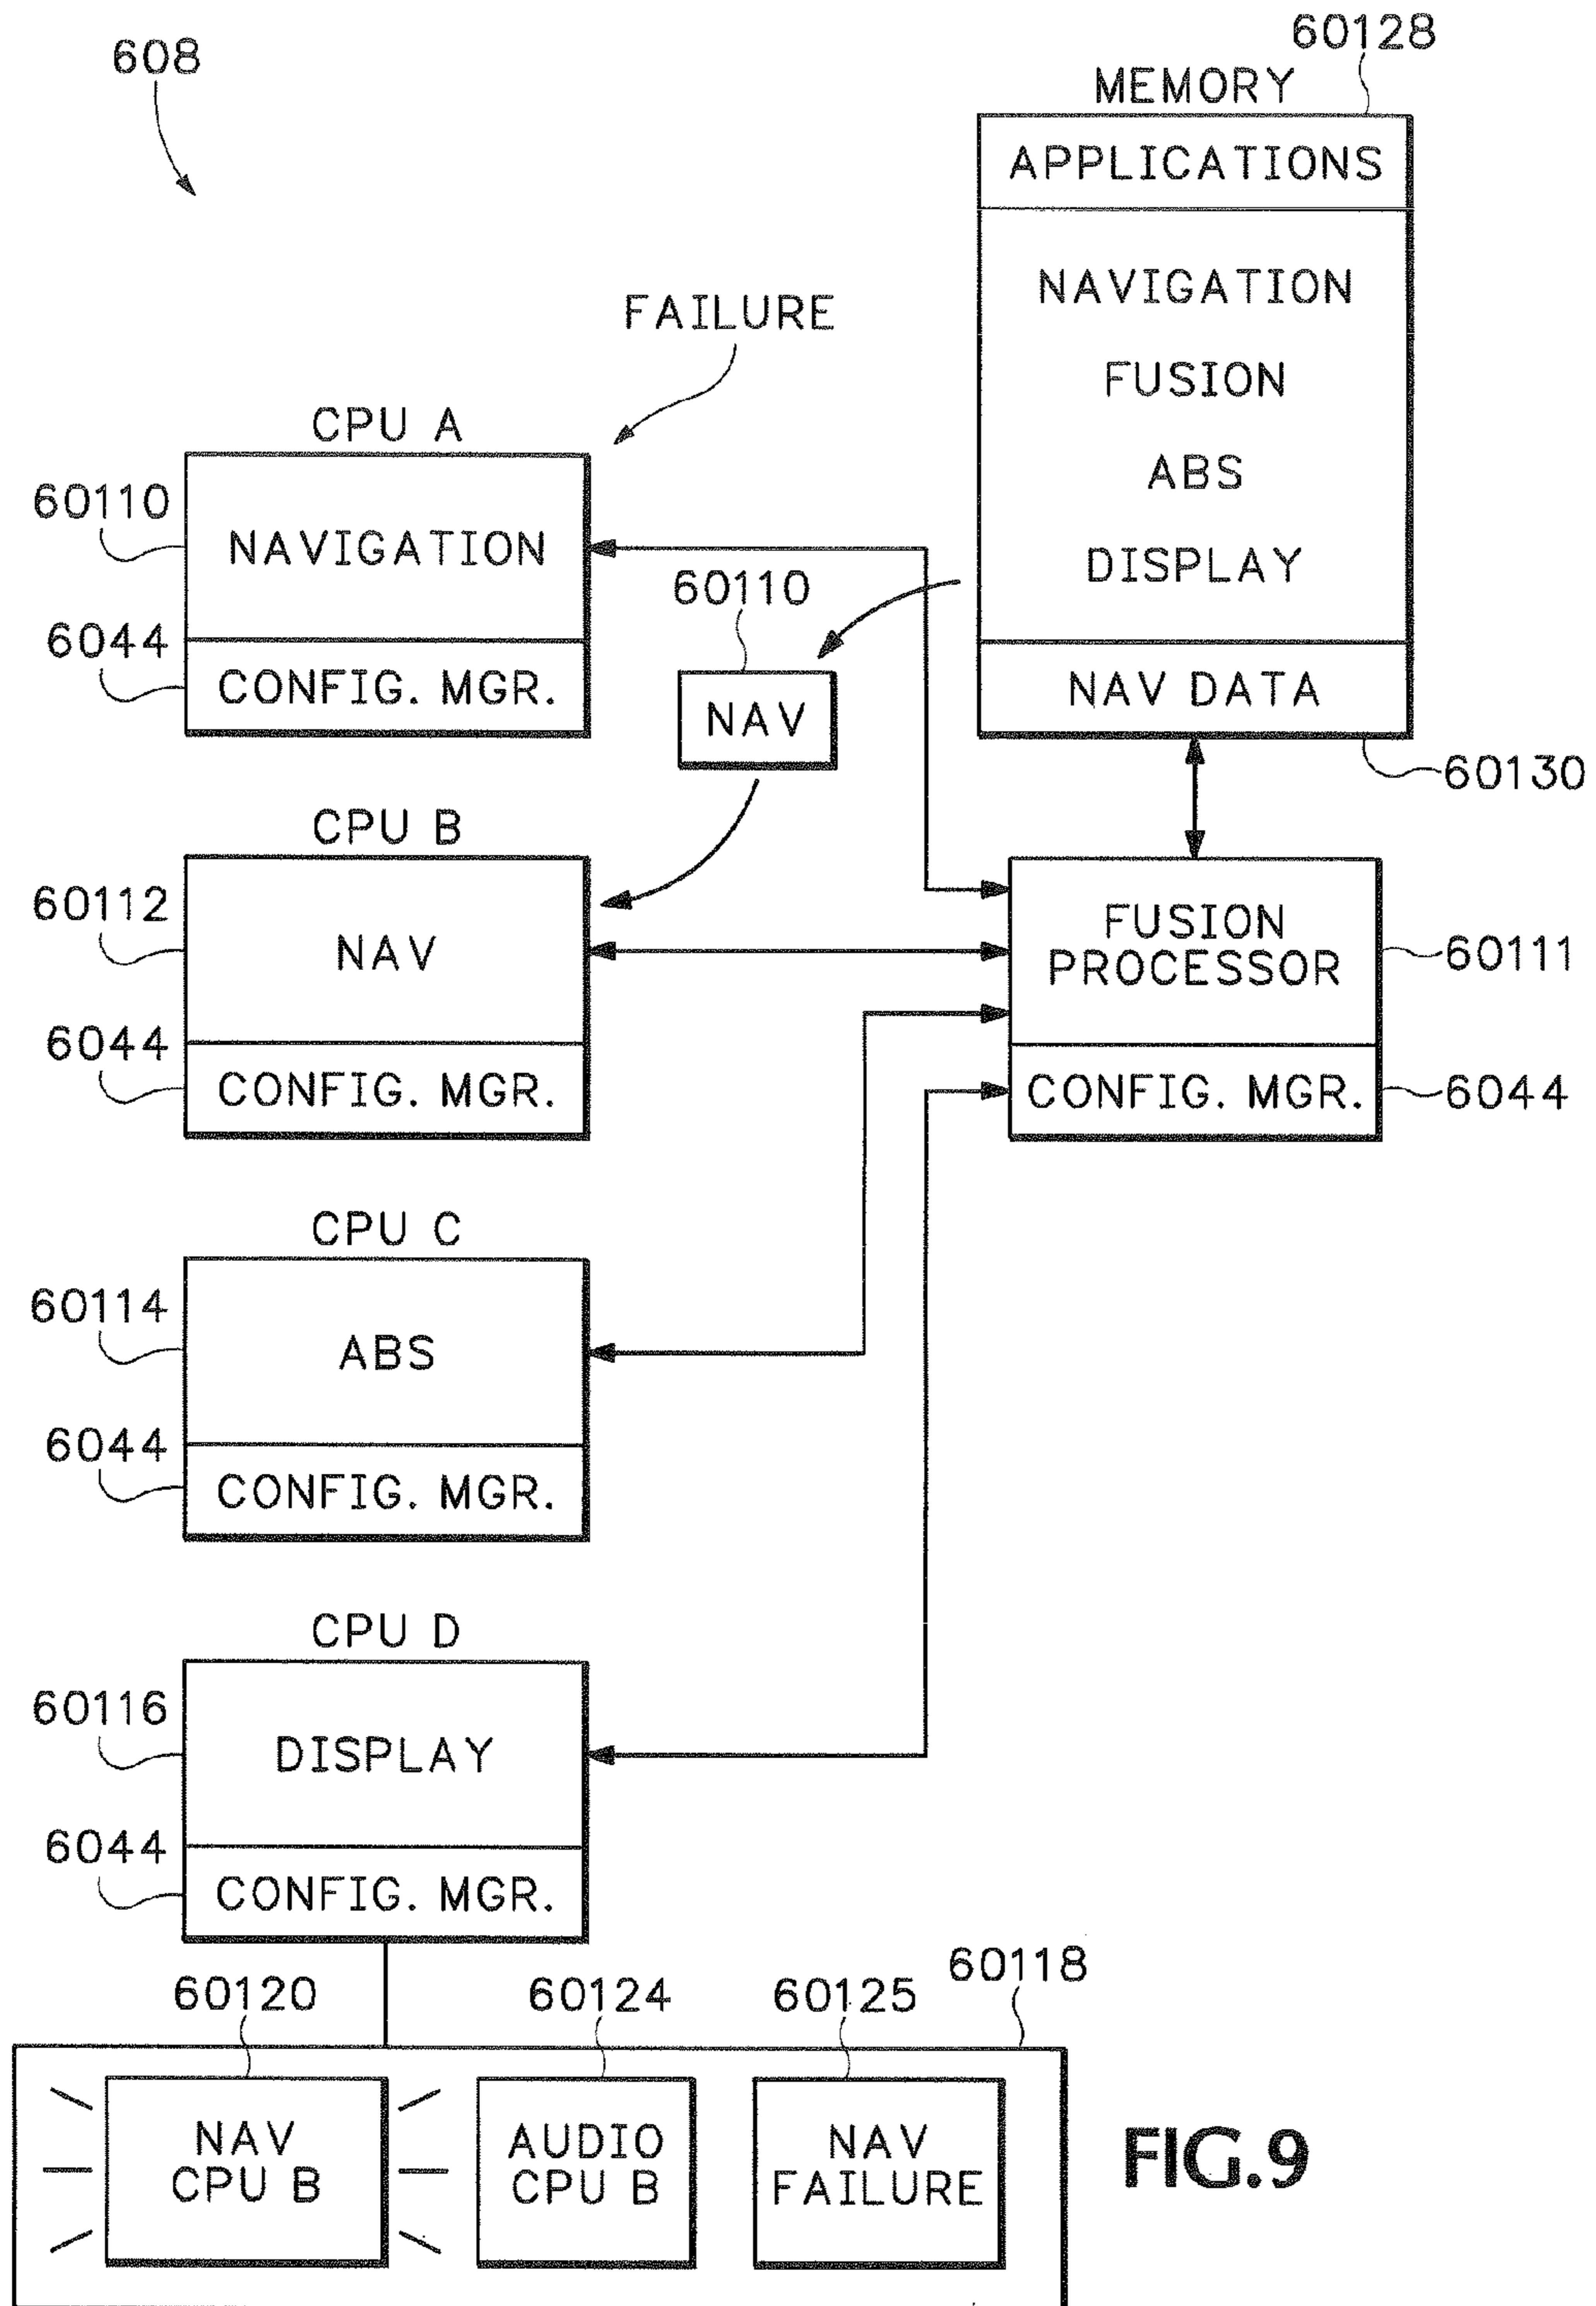 608
60128
MEMORY
APPLICATIONS
NAVIGATION
FUSION
ABS
DISPLAY
NAV DATA
60130
FAILURE
CPU A
60110
NAVIGATION
6044
CONFIG. MGR.
60110
NAV
CPU B
60112
NAV
6044
CONFIG. MGR.
FUSION
PROCESSOR
60111
CONFIG. MGR.
6044
CPU C
60114
ABS
6044
CONFIG. MGR.
CPU D
60116
DISPLAY
6044
CONFIG. MGR.
60118
60120
NAV
CPU B
60124
AUDIO
CPU B
60125
NAV
FAILURE
FIG.9